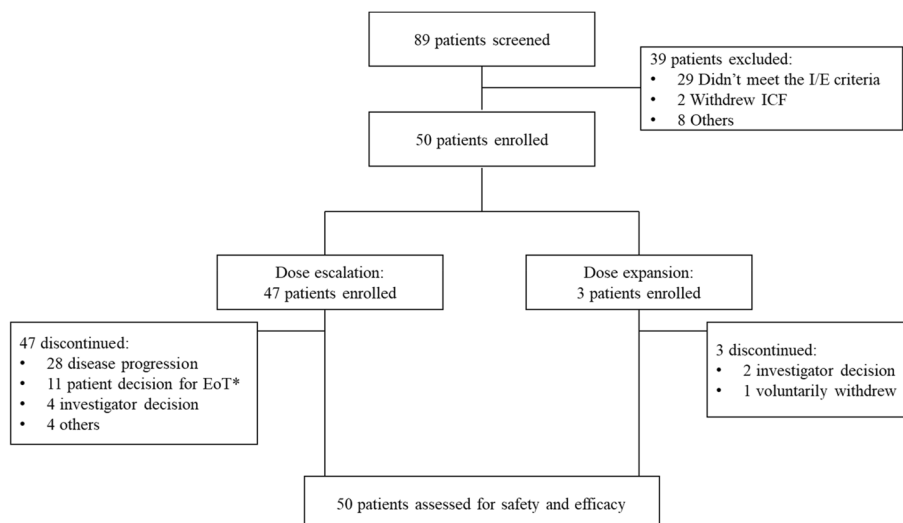 89 patients screened
39 patients excluded:
• 29 Didn't meet the I/E criteria
• 2 Withdrew ICF
• 8 Others
50 patients enrolled
Dose escalation:
47 patients enrolled
Dose expansion:
3 patients enrolled
47 discontinued:
• 28 disease progression
• 11 patient decision for EoT*
• 4 investigator decision
• 4 others
3 discontinued:
• 2 investigator decision
• 1 voluntarily withdrew
50 patients assessed for safety and efficacy